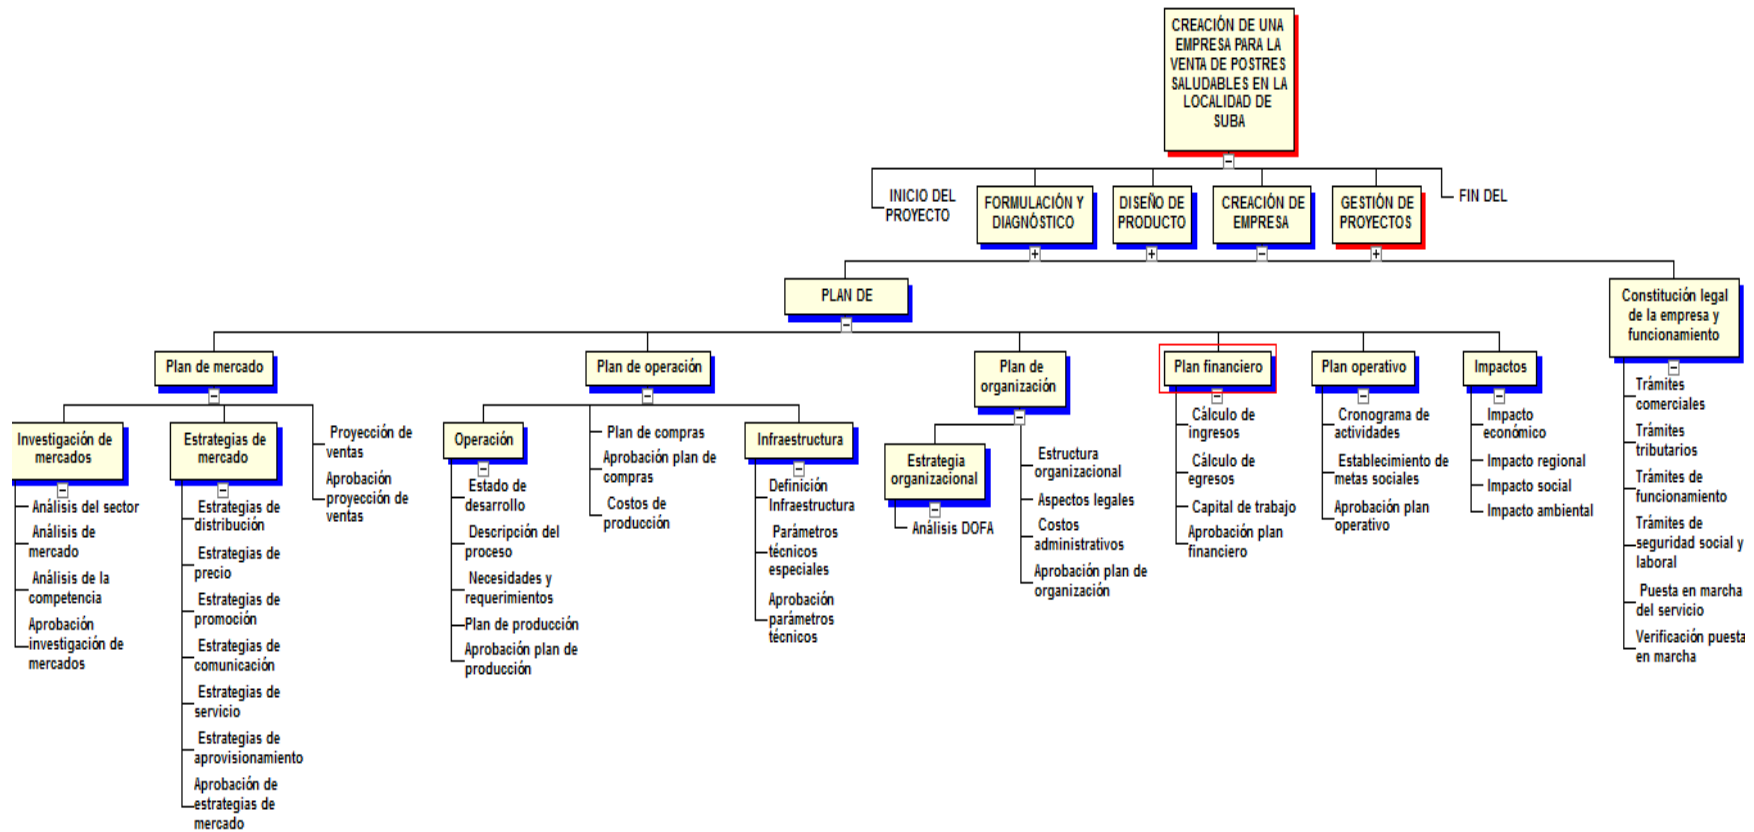 CREACIÓN DE UNA
EMPRESA PARA LA
VENTA DE POSTRES
SALUDABLES EN LA
LOCALIDAD DE
SUBA
INICIO DEL
PROYECTO
FORMULACIÓN Y
DIAGNÓSTICO
DISEÑO DE
PRODUCTO
CREACIÓN DE
EMPRESA
GESTIÓN DE
PROYECTOS
FIN DEL
PLAN DE
Constitución legal
de la empresa y
funcionamiento
Plan de mercado
Plan de operación
Plan de
organización
Plan financiero
Plan operativo
Impactos
Investigación de
mercados
Análisis del sector
Análisis de
mercado
Análisis de la
competencia
Aprobación
investigación de
mercados
Estrategias de
mercado
Estrategias de
distribución
Estrategias de
precio
Estrategias de
promoción
Estrategias de
comunicación
Estrategias de
servicio
Estrategias de
aprovisionamiento
Aprobación de
estrategias de
mercado
Proyección de
ventas
Aprobación
proyección de
ventas
Operación
Estado de
desarrollo
Descripción del
proceso
Necesidades y
requerimientos
Plan de producción
Aprobación plan de
producción
Plan de compras
Aprobación plan de
compras
Costos de
producción
Infraestructura
Definición
Infraestructura
Parámetros
técnicos
especiales
Aprobación
parámetros
técnicos
Estrategia
organizacional
Análisis DOFA
Estructura
organizacional
Aspectos legales
Costos
administrativos
Aprobación plan de
organización
Cálculo de
ingresos
Cálculo de
egresos
Capital de trabajo
Aprobación plan
financiero
Cronograma de
actividades
Establecimiento de
metas sociales
Aprobación plan
operativo
Impacto
económico
Impacto regional
Impacto social
Impacto ambiental
Trámites
comerciales
Trámites
tributarios
Trámites de
funcionamiento
Trámites de
seguridad social y
laboral
Puesta en marcha
del servicio
Verificación puesta
en marcha